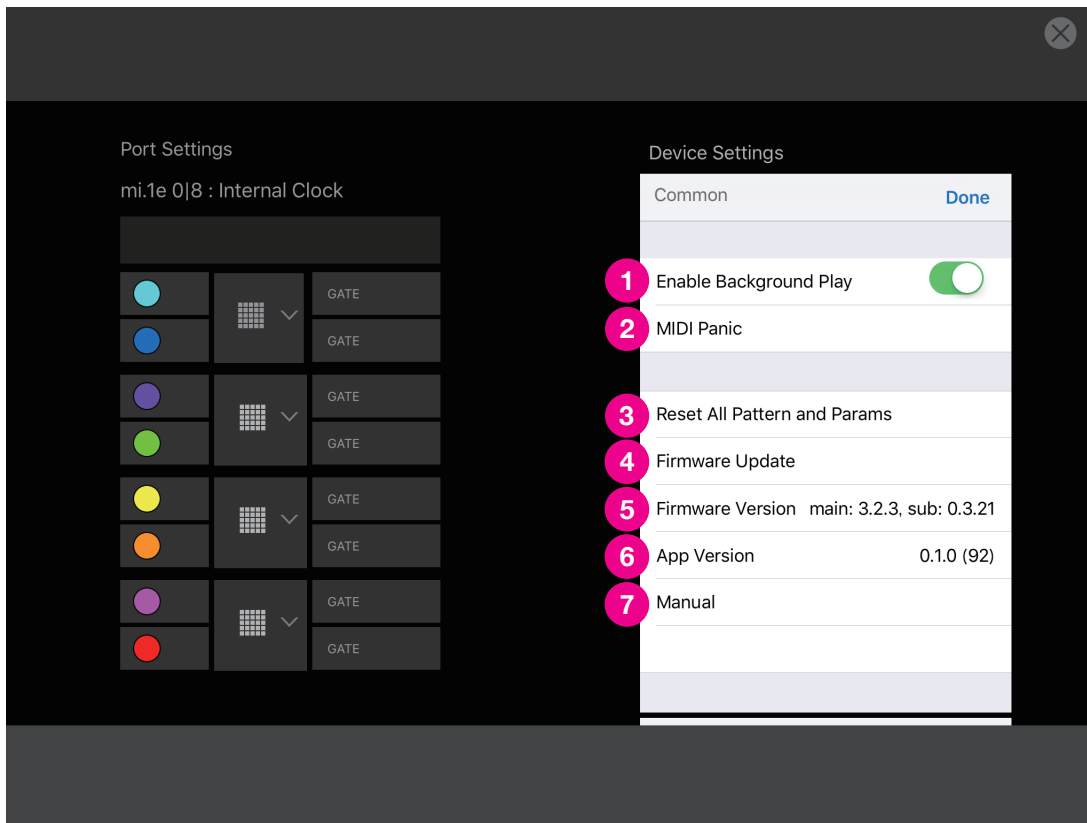 Port Settings
mi.1e 0|8 : Internal Clock
GATE
GATE
GATE
GATE
GATE
GATE
GATE
GATE
Device Settings
Common Done
1 Enable Background Play
2 MIDI Panic
3 Reset All Pattern and Params
4 Firmware Update
5 Firmware Version main: 3.2.3, sub: 0.3.21
6 App Version 0.1.0 (92)
7 Manual